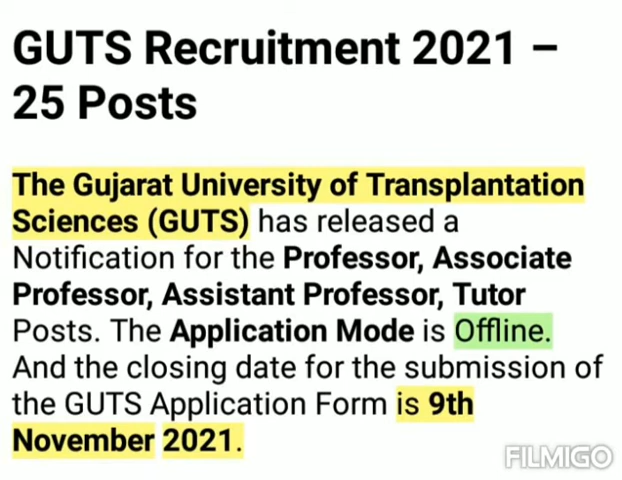 GUTS Recruitment 2021 –
25 Posts
The Gujarat University of Transplantation
Sciences (GUTS) has released a
Notification for the Professor, Associate
Professor, Assistant Professor, Tutor
Posts. The Application Mode is Offline.
And the closing date for the submission of
the GUTS Application Form is 9th
November 2021.
FILMIGO